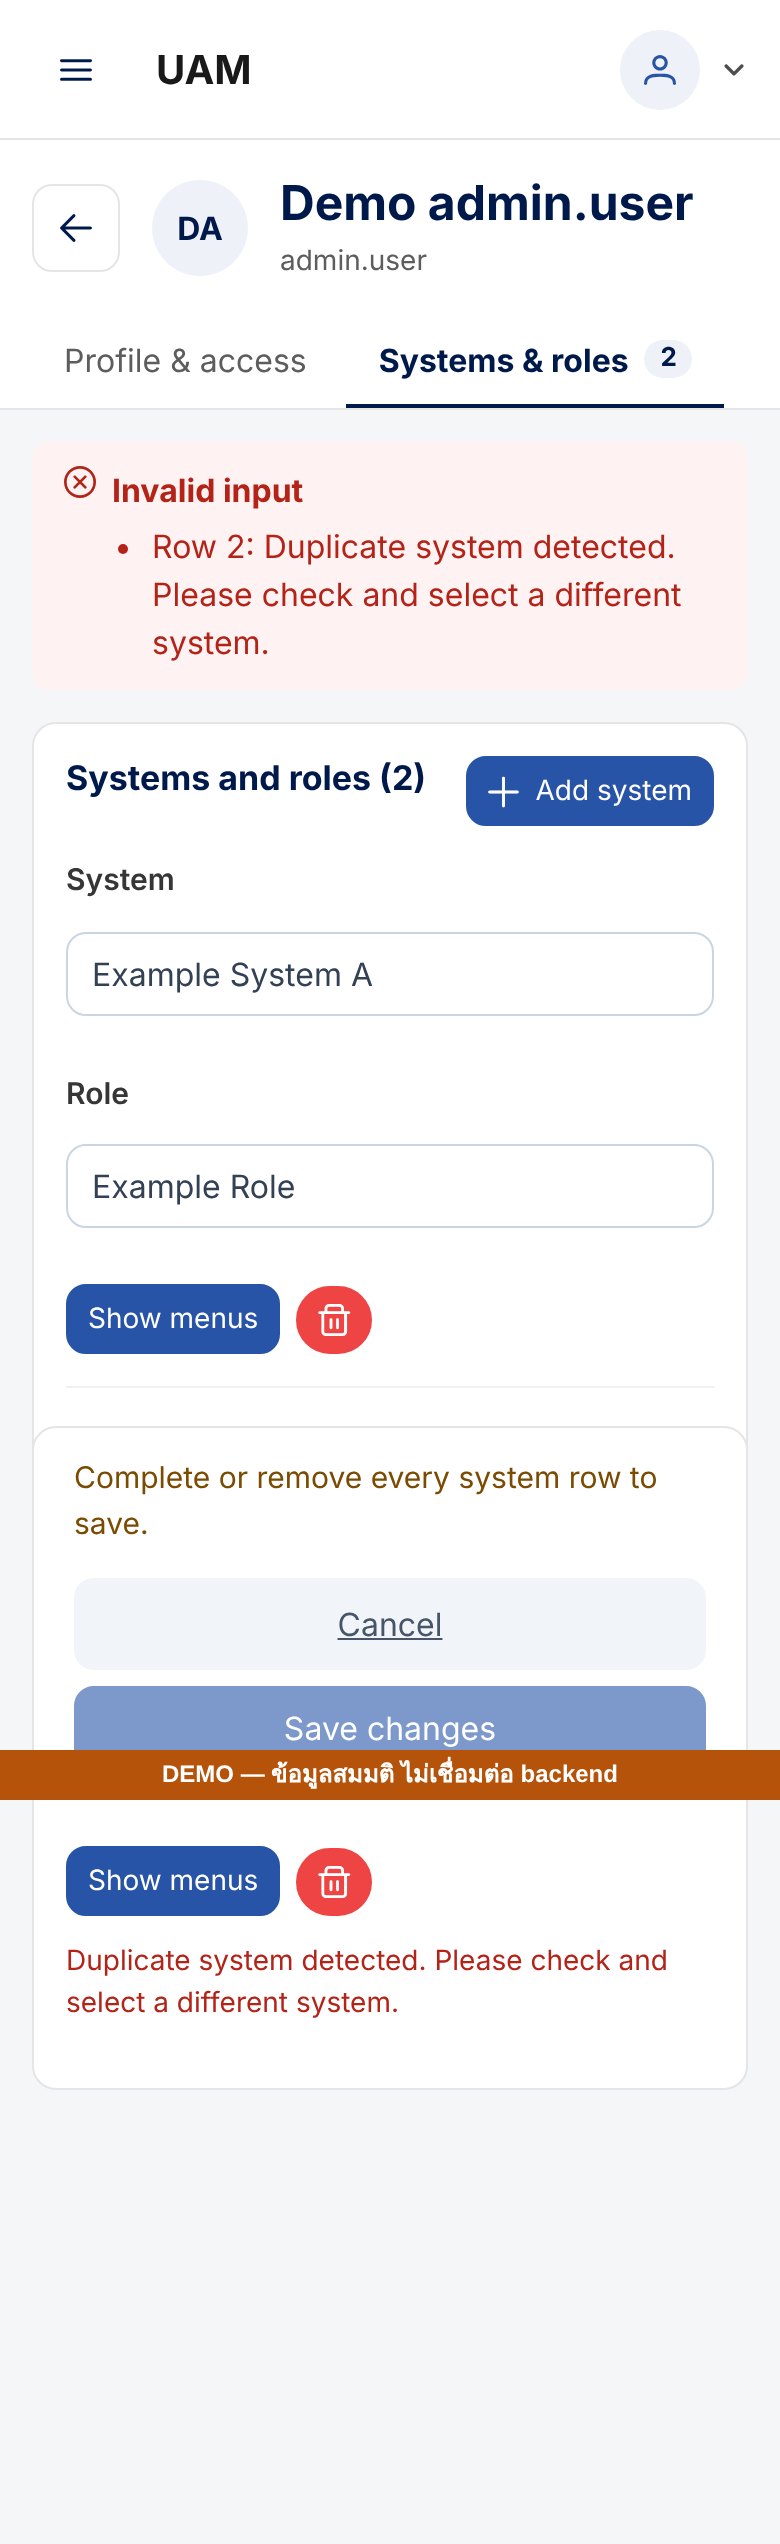 UAM
DA
Demo admin.user
admin.user
Profile & access
Systems & roles 2
Invalid input
• Row 2: Duplicate system detected.
Please check and select a different
system.
Systems and roles (2)
Add system
System
Example System A
Role
Example Role
Show menus
Complete or remove every system row to
save.
Cancel
Save changes
DEMO — ข้อมูลสมมติ ไม่เชื่อมต่อ backend
Show menus
Duplicate system detected. Please check and
select a different system.